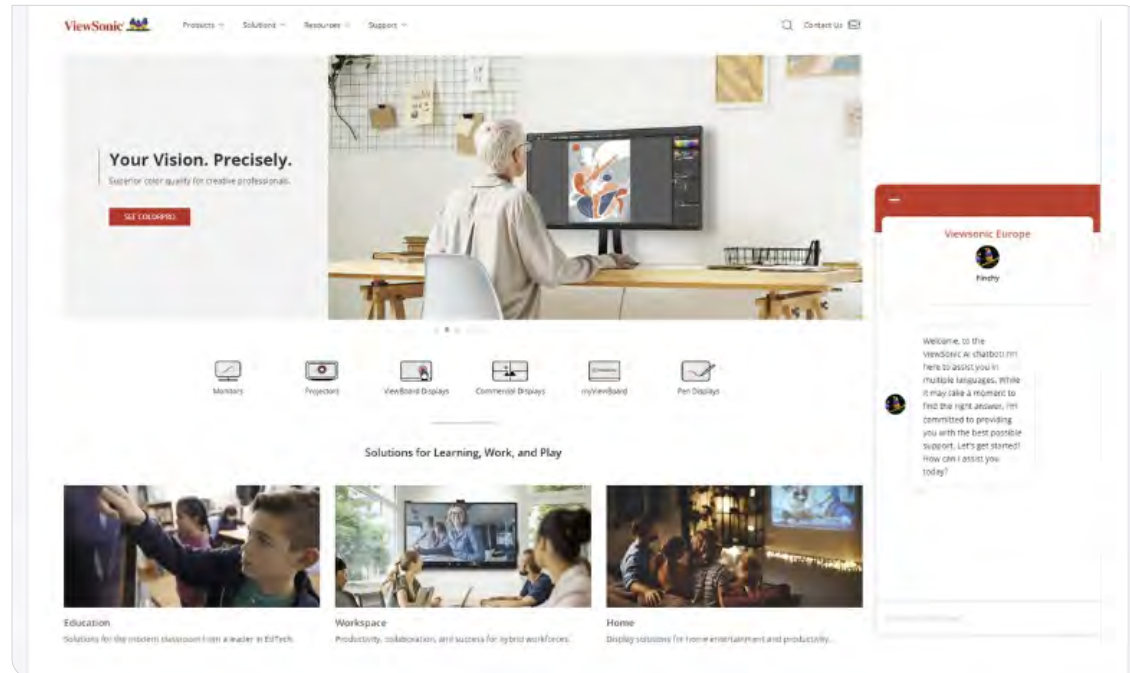 ViewSonic
Products
Solutions
Resources
Support
Contact Us
Your Vision. Precisely.
Superior color quality for creative professionals.
SEE COLORPRO
Monitors
Projectors
ViewBoard Displays
Commercial Displays
myViewBoard
Pen Displays
Solutions for Learning, Work, and Play
Education
Solutions for the modern classroom from a leader in EdTech.
Workspace
Productivity, collaboration, and success for hybrid workforces.
Home
Display solutions for home entertainment and productivity.
Viewsonic Europe
Finchy
Welcome, to the
ViewSonic AI chatbot! I'm
here to assist you in
multiple languages. While
it may take a moment to
find the right answer, I'm
committed to providing
you with the best possible
support. Let's get started!
How can I assist you
today?